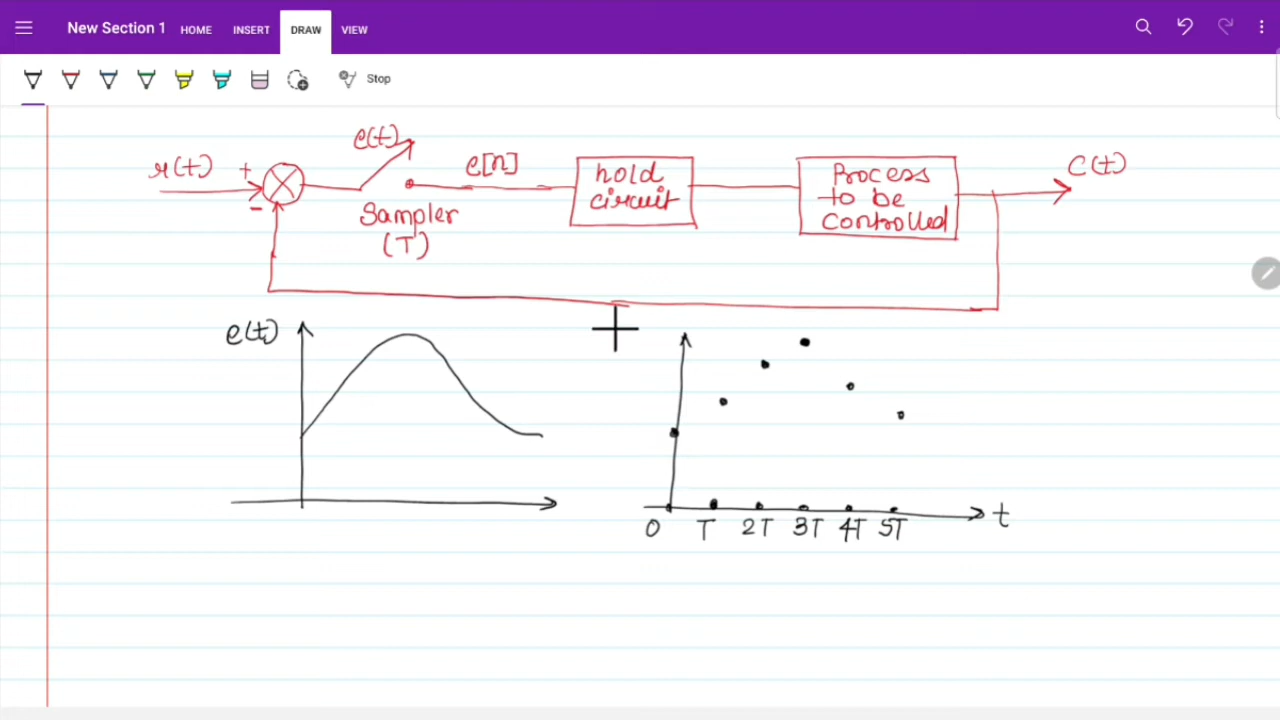 New Section 1 HOME INSERT DRAW VIEW
Stop
r(t) + - e(t) e[n] hold circuit Process to be controlled C(t)
Sampler
(T)
e(t)
t
0 T 2T 3T 4T 5T